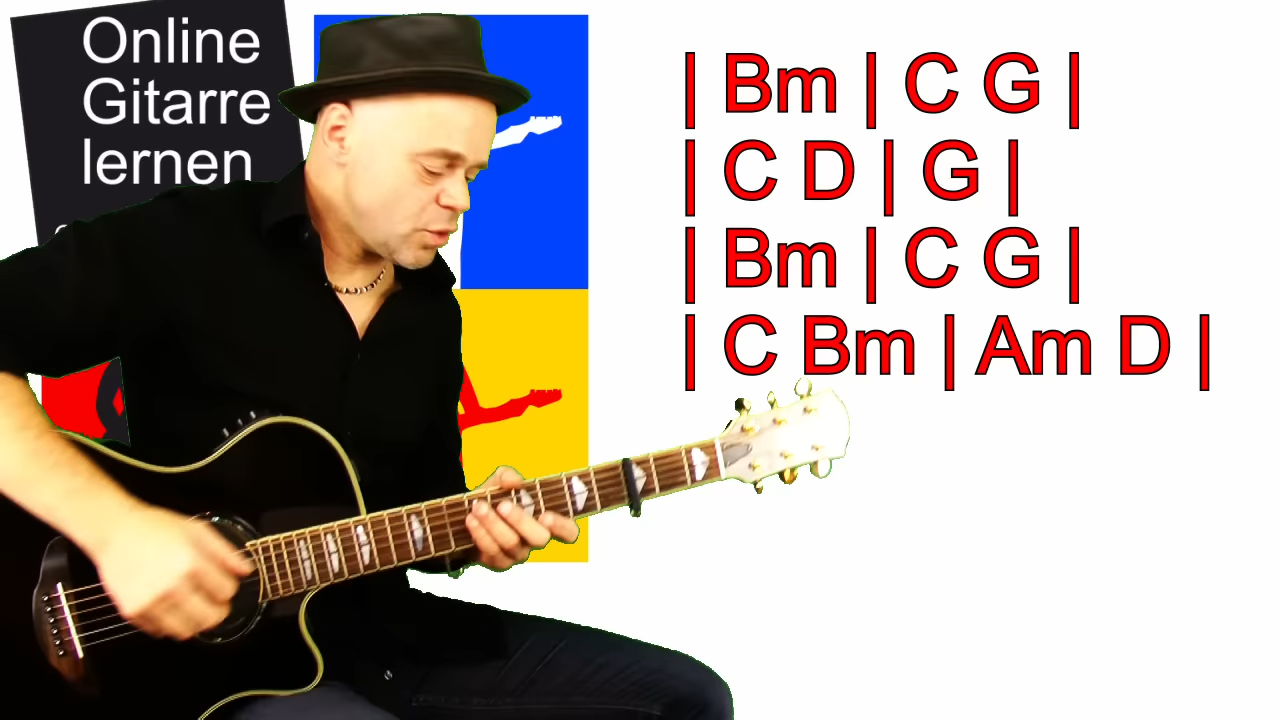 Online
Gitarre
lernen
| Bm | C G |
| C D | G |
| Bm | C G |
| C Bm | Am D |